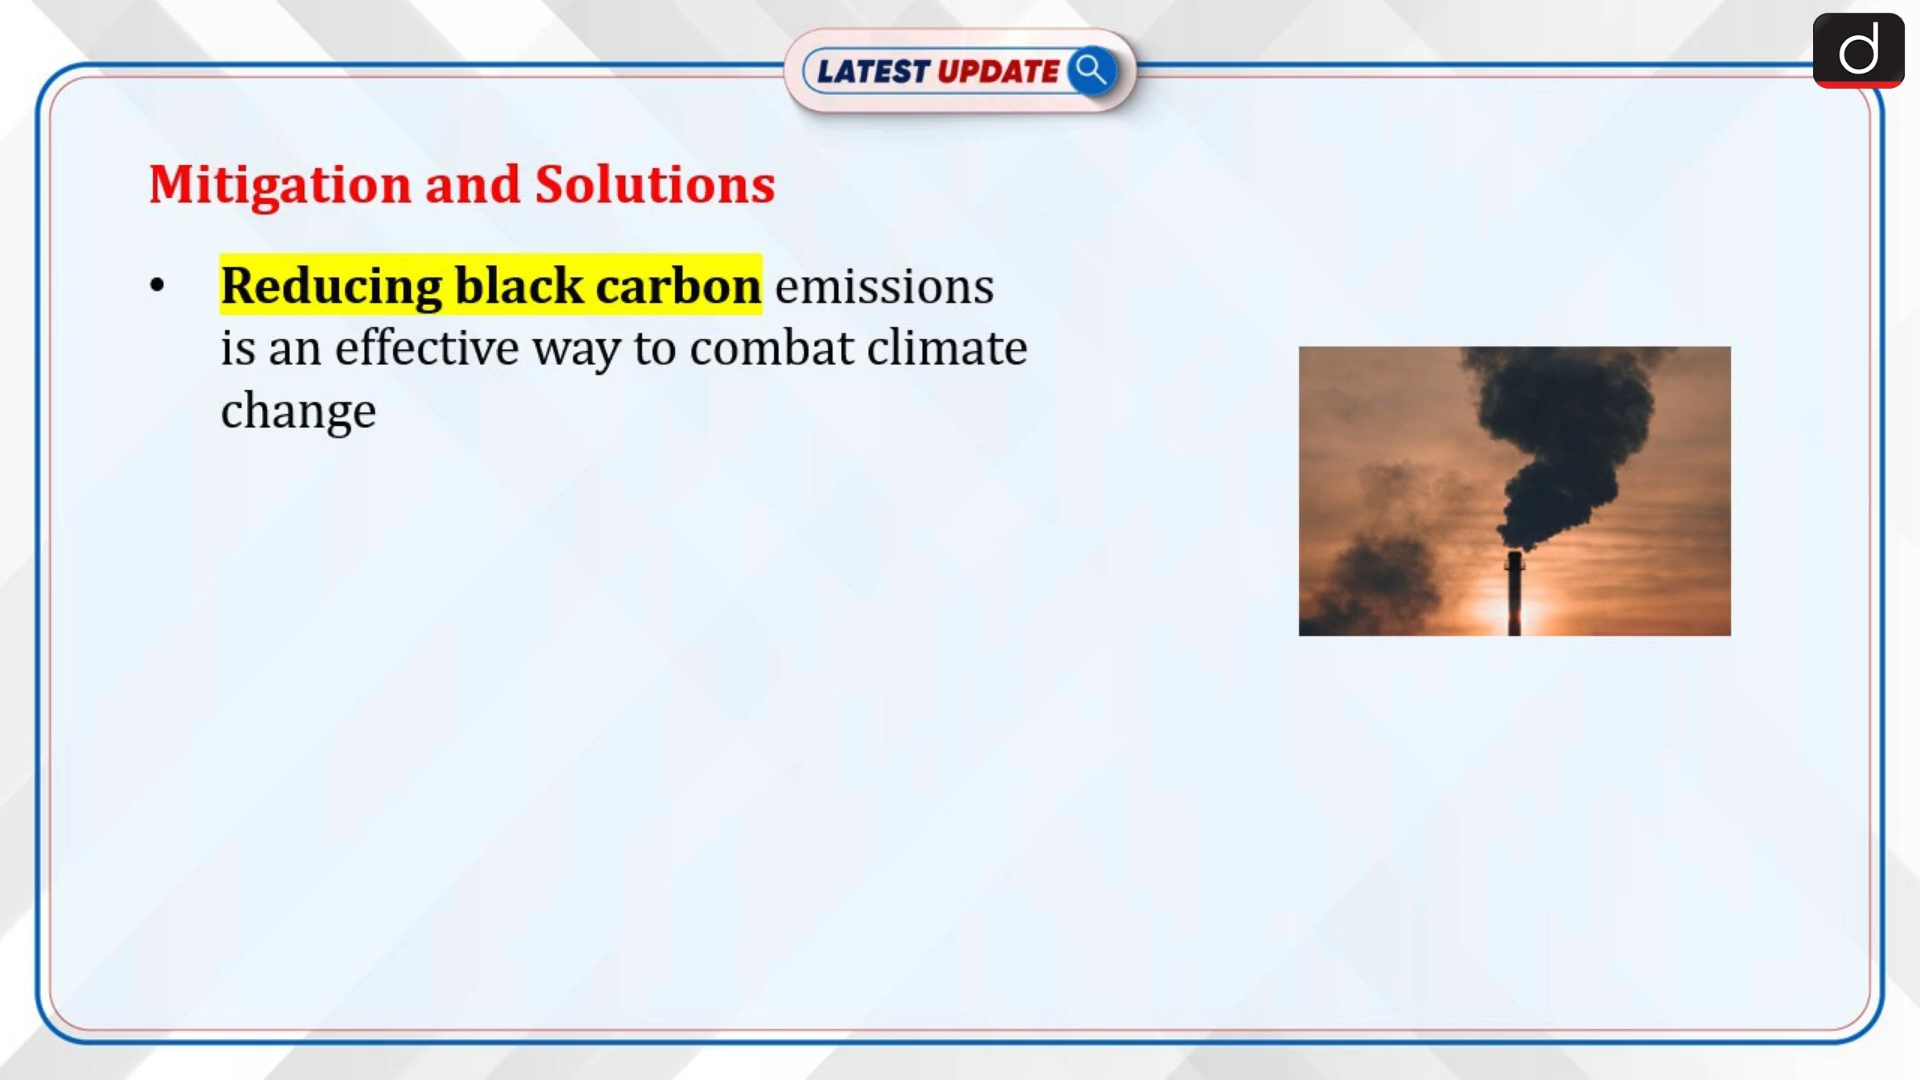 LATEST UPDATE
d
Mitigation and Solutions
• Reducing black carbon emissions
is an effective way to combat climate
change